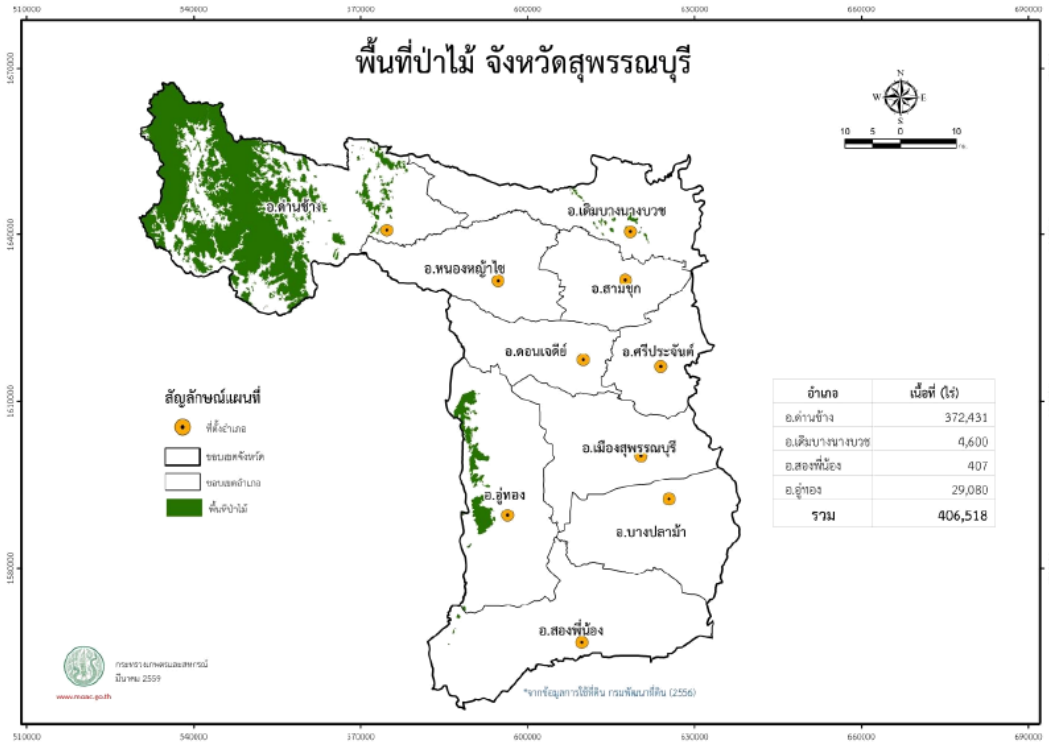 510000 540000 570000 600000 630000 660000 690000
พื้นที่ป่าไม้ จังหวัดสุพรรณบุรี
N
W E
S
10 5 0 10
กม.
1670000
1640000
1610000
1580000
อ.ด่านช้าง
อ.เดิมบางนางบวช
อ.หนองหญ้าไซ
อ.สามชุก
อ.ดอนเจดีย์
อ.ศรีประจันต์
อ.เมืองสุพรรณบุรี
อ.อู่ทอง
อ.บางปลาม้า
อ.สองพี่น้อง
สัญลักษณ์แผนที่
ที่ตั้งอำเภอ
ขอบเขตจังหวัด
ขอบเขตอำเภอ
พื้นที่ป่าไม้
อำเภอ เนื้อที่ (ไร่)
อ.ด่านช้าง 372,431
อ.เดิมบางนางบวช 4,600
อ.สองพี่น้อง 407
อ.อู่ทอง 29,080
รวม 406,518
กระทรวงเกษตรและสหกรณ์
มีนาคม 2559
www.moac.go.th
*จากข้อมูลการใช้ที่ดิน กรมพัฒนาที่ดิน (2556)
1670000
1640000
1610000
1580000
510000 540000 570000 600000 630000 660000 690000